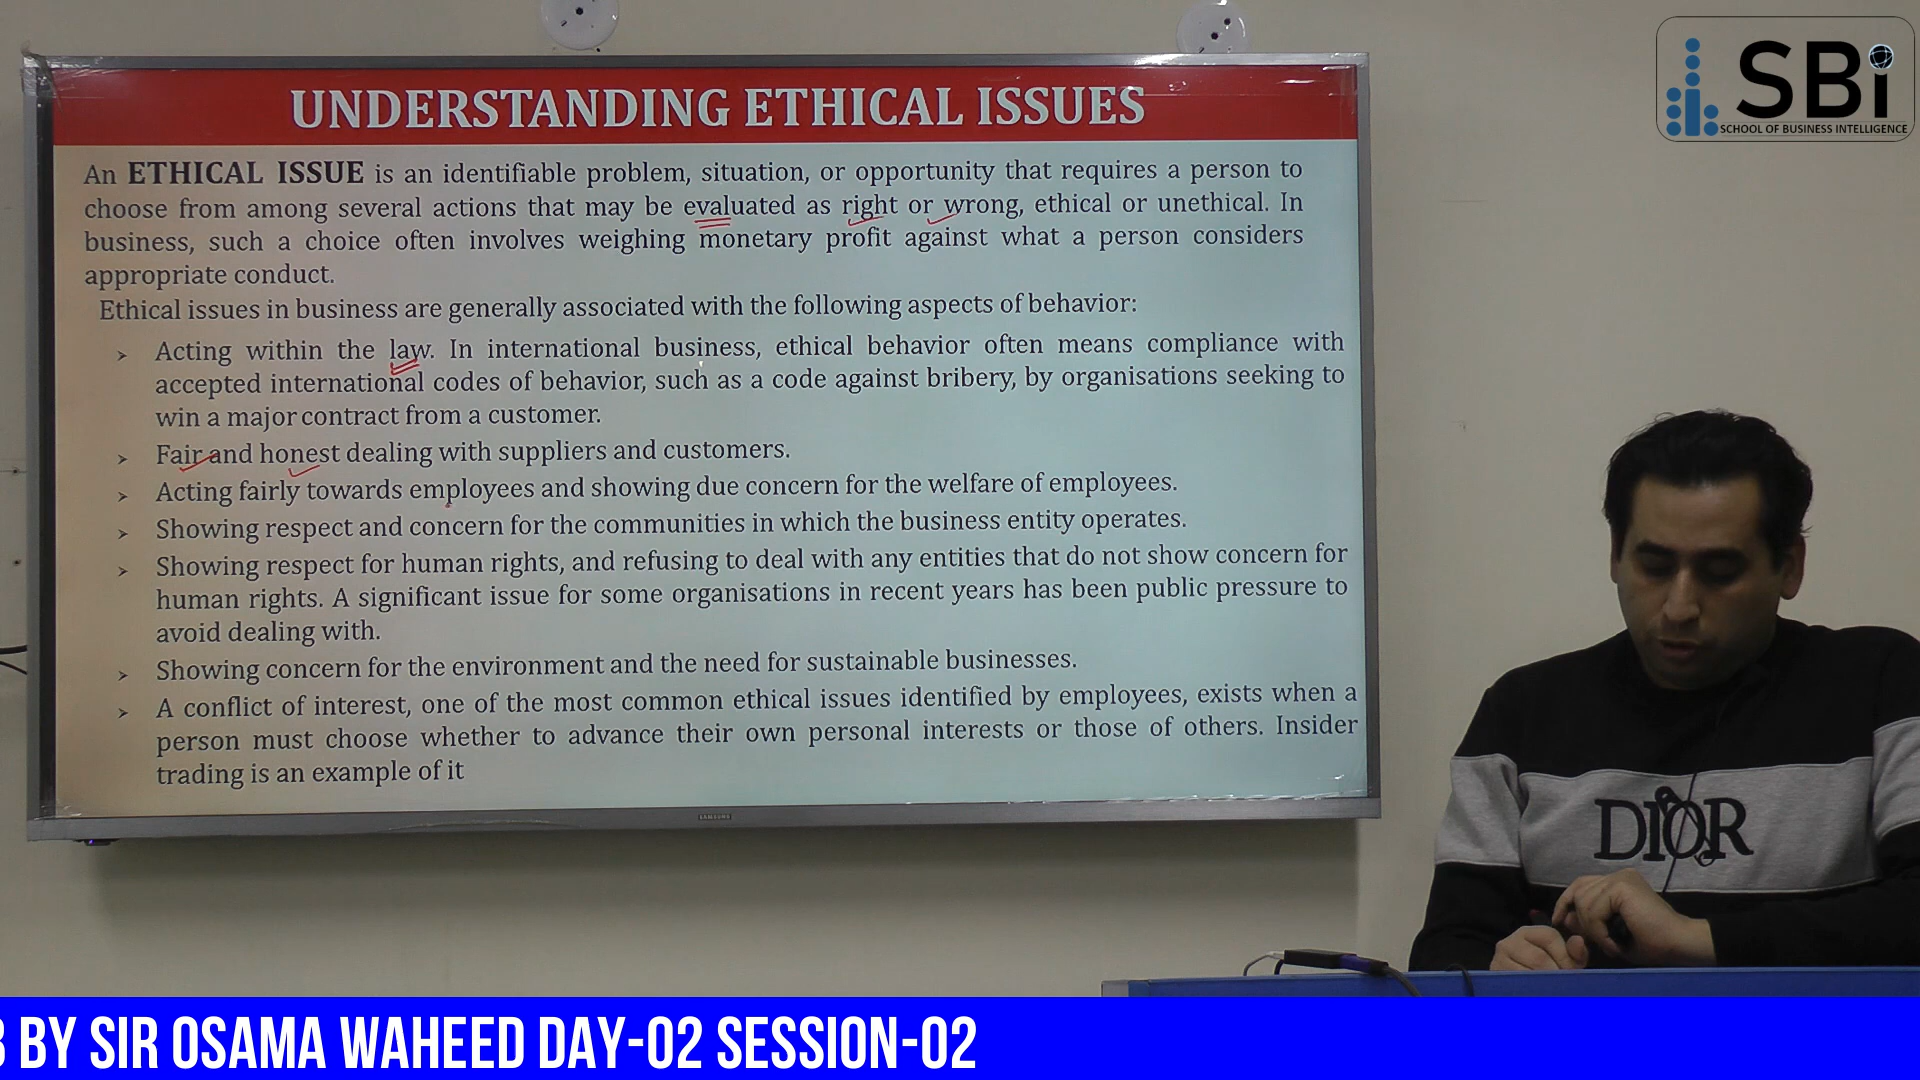 SBi
SCHOOL OF BUSINESS INTELLIGENCE
UNDERSTANDING ETHICAL ISSUES
An ETHICAL ISSUE is an identifiable problem, situation, or opportunity that requires a person to
choose from among several actions that may be evaluated as right or wrong, ethical or unethical. In
business, such a choice often involves weighing monetary profit against what a person considers
appropriate conduct.
Ethical issues in business are generally associated with the following aspects of behavior:
➢ Acting within the law. In international business, ethical behavior often means compliance with
accepted international codes of behavior, such as a code against bribery, by organisations seeking to
win a major contract from a customer.
➢ Fair and honest dealing with suppliers and customers.
➢ Acting fairly towards employees and showing due concern for the welfare of employees.
➢ Showing respect and concern for the communities in which the business entity operates.
➢ Showing respect for human rights, and refusing to deal with any entities that do not show concern for
human rights. A significant issue for some organisations in recent years has been public pressure to
avoid dealing with.
➢ Showing concern for the environment and the need for sustainable businesses.
➢ A conflict of interest, one of the most common ethical issues identified by employees, exists when a
person must choose whether to advance their own personal interests or those of others. Insider
trading is an example of it
SAMSUNG
DIOR
BY SIR OSAMA WAHEED DAY-02 SESSION-02